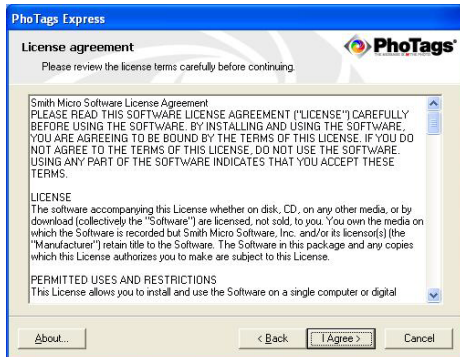 PhoTags Express
License agreement
Please review the license terms carefully before continuing.
PhoTags®
Smith Micro Software License Agreement
PLEASE READ THIS SOFTWARE LICENSE AGREEMENT ("LICENSE") CAREFULLY
BEFORE USING THE SOFTWARE. BY INSTALLING AND USING THE SOFTWARE,
YOU ARE AGREEING TO BE BOUND BY THE TERMS OF THIS LICENSE. IF YOU DO
NOT AGREE TO THE TERMS OF THIS LICENSE, DO NOT USE THE SOFTWARE.
USING ANY PART OF THE SOFTWARE INDICATES THAT YOU ACCEPT THESE
TERMS.
LICENSE
The software accompanying this License whether on disk, CD, on any other media, or by
download (collectively the "Software") are licensed, not sold, to you. You own the media on
which the Software is recorded but Smith Micro Software, Inc. and/or its licensor(s) (the
"Manufacturer") retain title to the Software. The Software in this package and any copies
which this License authorizes you to make are subject to this License.
PERMITTED USES AND RESTRICTIONS
This License allows you to install and use the Software on a single computer or digital
About...
< Back
I Agree >
Cancel